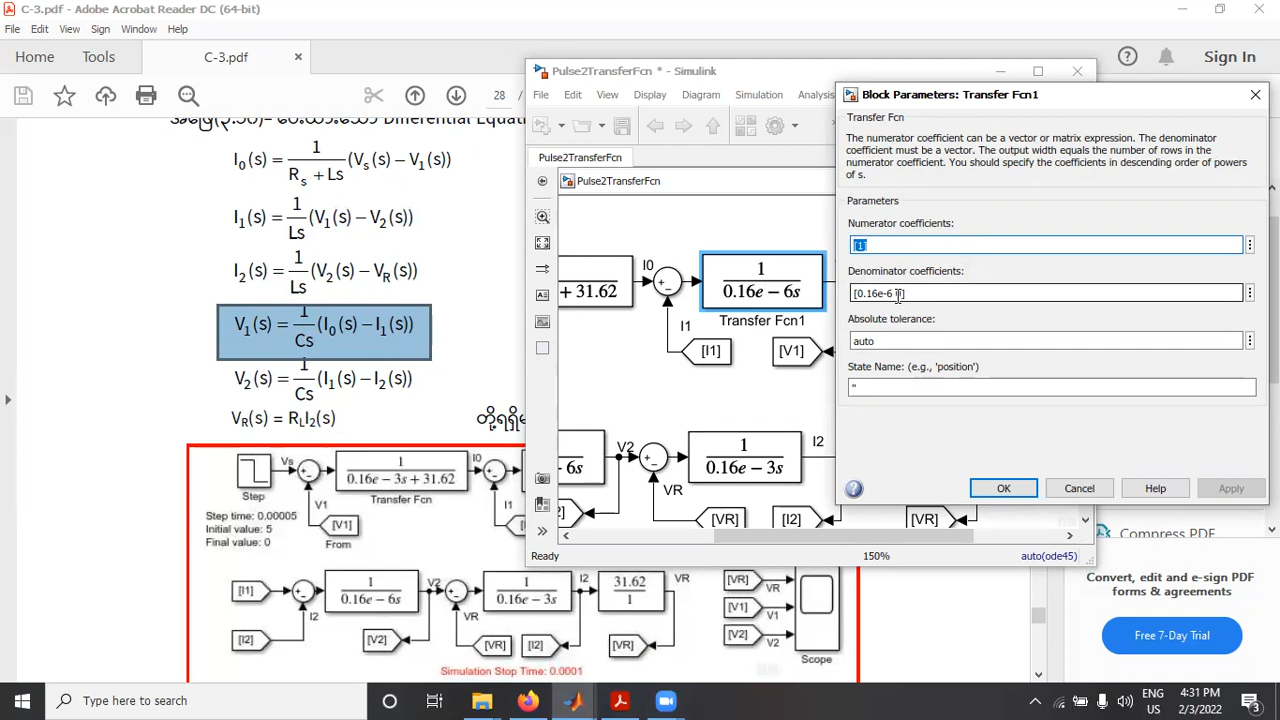 C-3.pdf - Adobe Acrobat Reader DC (64-bit)
File Edit View Sign Window Help
Home Tools C-3.pdf × Sign In
28 /
Differential Equa
I0(s) = 1/(Rs + Ls) (Vs(s) − V1(s))
I1(s) = 1/Ls (V1(s) − V2(s))
I2(s) = 1/Ls (V2(s) − VR(s))
V1(s) = 1/Cs (I0(s) − I1(s))
V2(s) = 1/Cs (I1(s) − I2(s))
VR(s) = RLI2(s)
Vs
1
0.16e − 3s + 31.62
I0
Step
Transfer Fcn
Step time: 0.00005
Initial value: 5
Final value: 0
V1
[V1]
From
I1
[I1]
1
0.16e − 6s
V2
1
0.16e − 3s
I2
31.62
1
VR
[I2]
I2
[V2]
VR
[VR]
[I2]
[VR]
[VR]
VR
[V1]
V1
[V2]
V2
Scope
Simulation Stop Time: 0.0001
Pulse2TransferFcn * - Simulink
File Edit View Display Diagram Simulation Analysis
Pulse2TransferFcn
Pulse2TransferFcn
+ 31.62
I0
1
0.16e − 6s
Transfer Fcn1
I1
[I1]
[V1]
− 6s
V2
1
0.16e − 3s
I2
VR
[VR]
[I2]
[VR]
Ready 150% auto(ode45)
Block Parameters: Transfer Fcn1
Transfer Fcn
The numerator coefficient can be a vector or matrix expression. The denominator
coefficient must be a vector. The output width equals the number of rows in the
numerator coefficient. You should specify the coefficients in descending order of powers
of s.
Parameters
Numerator coefficients:
[1]
Denominator coefficients:
[0.16e-6
Absolute tolerance:
auto
State Name: (e.g., 'position')
''
OK Cancel Help Apply
Compress PDF
Convert, edit and e-sign PDF
forms & agreements
Free 7-Day Trial
Type here to search
ENG
US
4:31 PM
2/3/2022
3